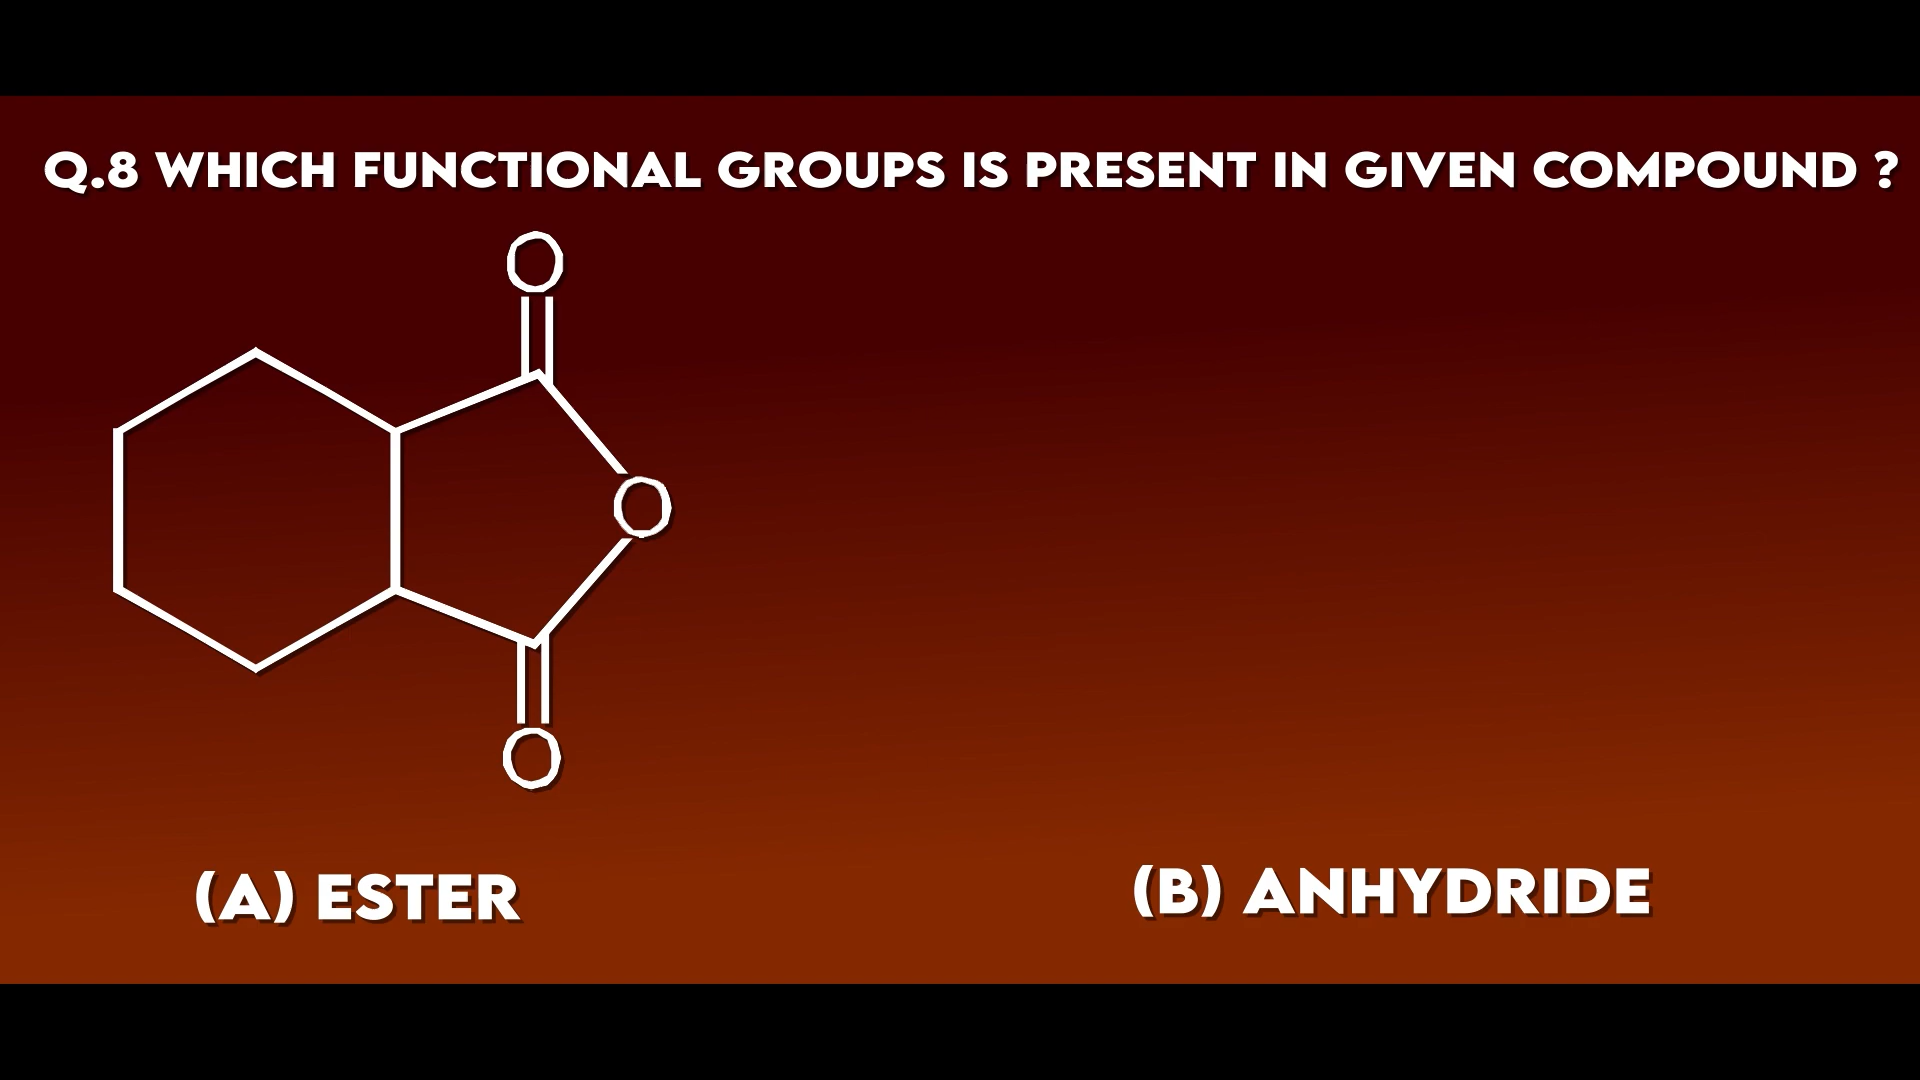 Q.8 WHICH FUNCTIONAL GROUPS IS PRESENT IN GIVEN COMPOUND ?
O
O
O
(A) ESTER
(B) ANHYDRIDE